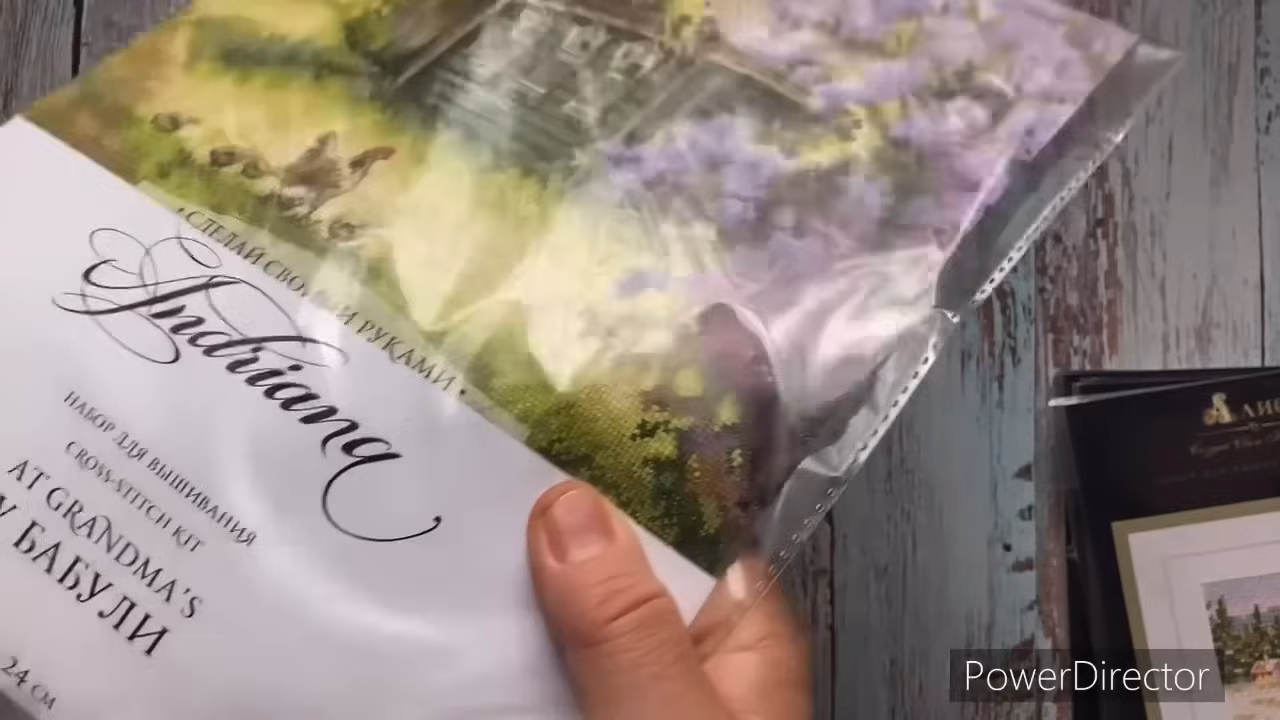 • СДЕЛАЙ СВОИМИ РУКАМИ •
Andriana
НАБОР ДЛЯ ВЫШИВАНИЯ
CROSS-STITCH KIT
AT GRANDMA'S
У БАБУЛИ
24 СМ
PowerDirector